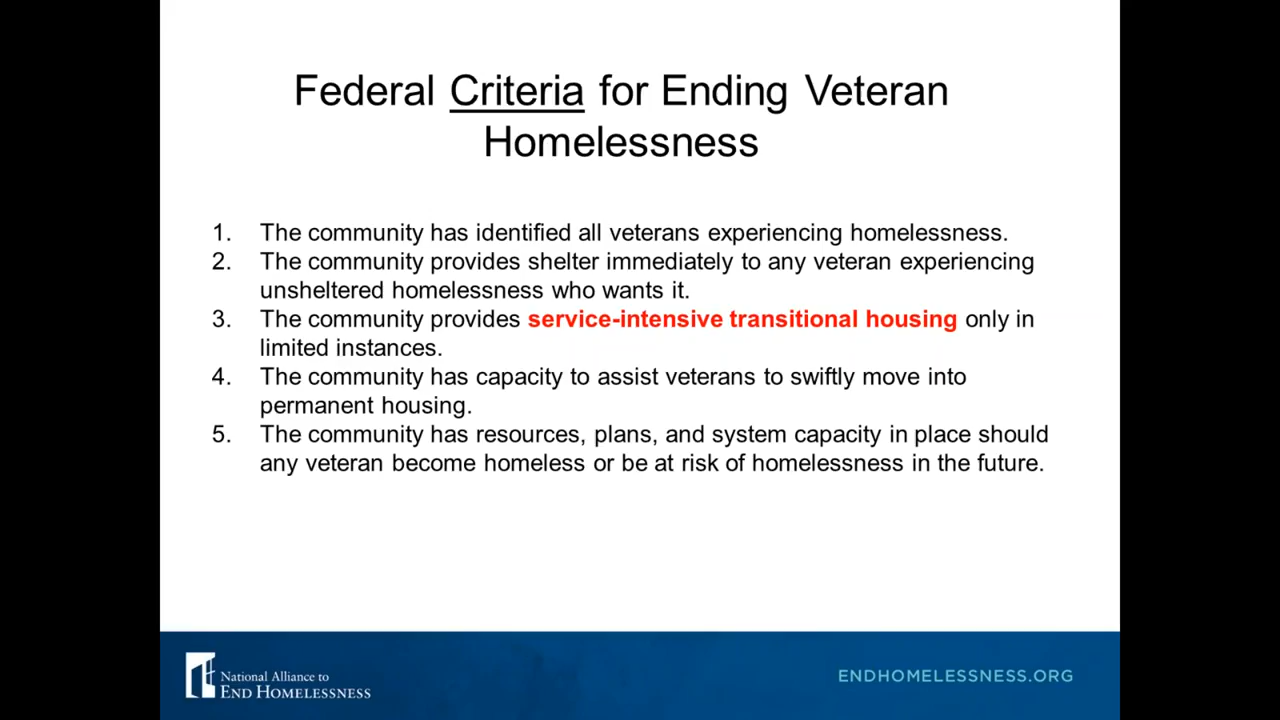 Federal Criteria for Ending Veteran
Homelessness
1. The community has identified all veterans experiencing homelessness.
2. The community provides shelter immediately to any veteran experiencing
unsheltered homelessness who wants it.
3. The community provides service-intensive transitional housing only in
limited instances.
4. The community has capacity to assist veterans to swiftly move into
permanent housing.
5. The community has resources, plans, and system capacity in place should
any veteran become homeless or be at risk of homelessness in the future.
National Alliance to
END HOMELESSNESS
ENDHOMELESSNESS.ORG